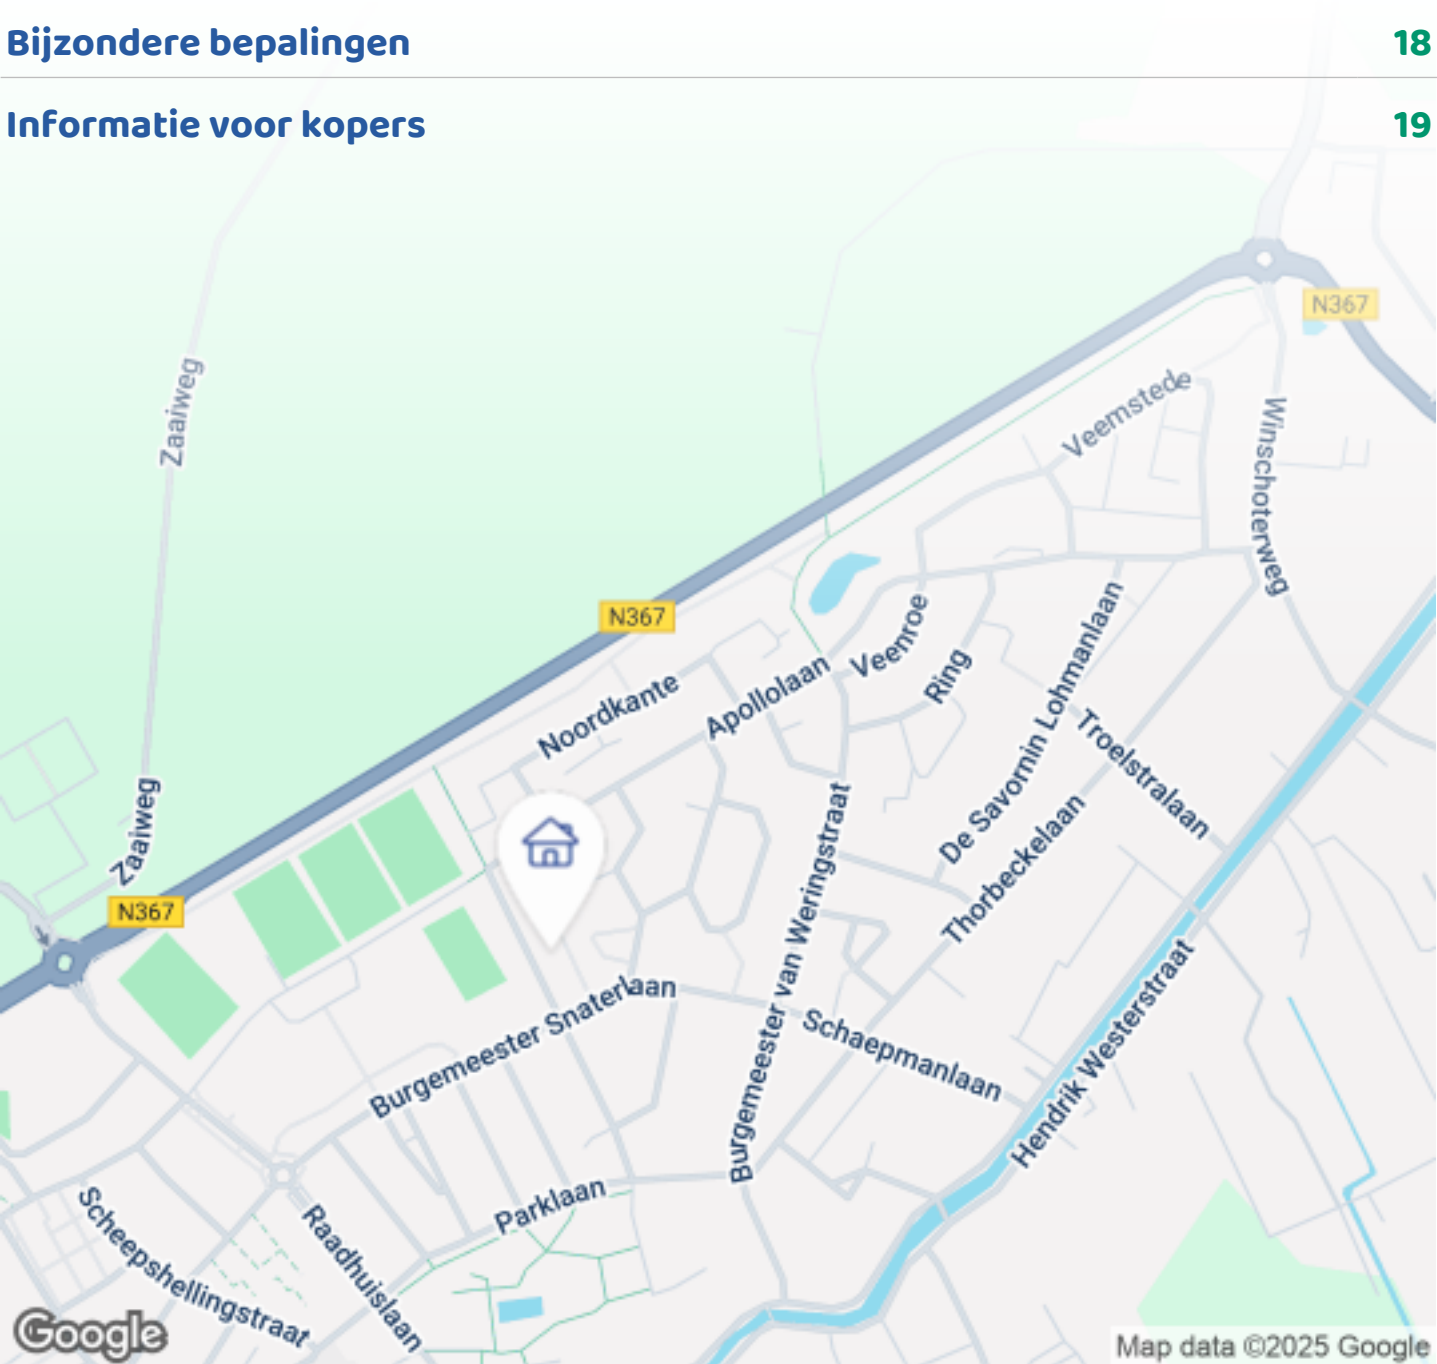 Bijzondere bepalingen 18
Informatie voor kopers 19
N367
Zaaiweg
Veemstede
Winschoterweg
N367
Veenroe
Ring
Apollolaan
Noordkante
De Savornin Lohmanlaan
Troelstralaan
Zaaiweg
N367
Thorbeckelaan
Burgemeester van Weringstraat
Burgemeester Snaterlaan
Schaepmanlaan
Hendrik Westerstraat
Parklaan
Scheepshellingstraat
Raadhuislaan
Google
Map data ©2025 Google